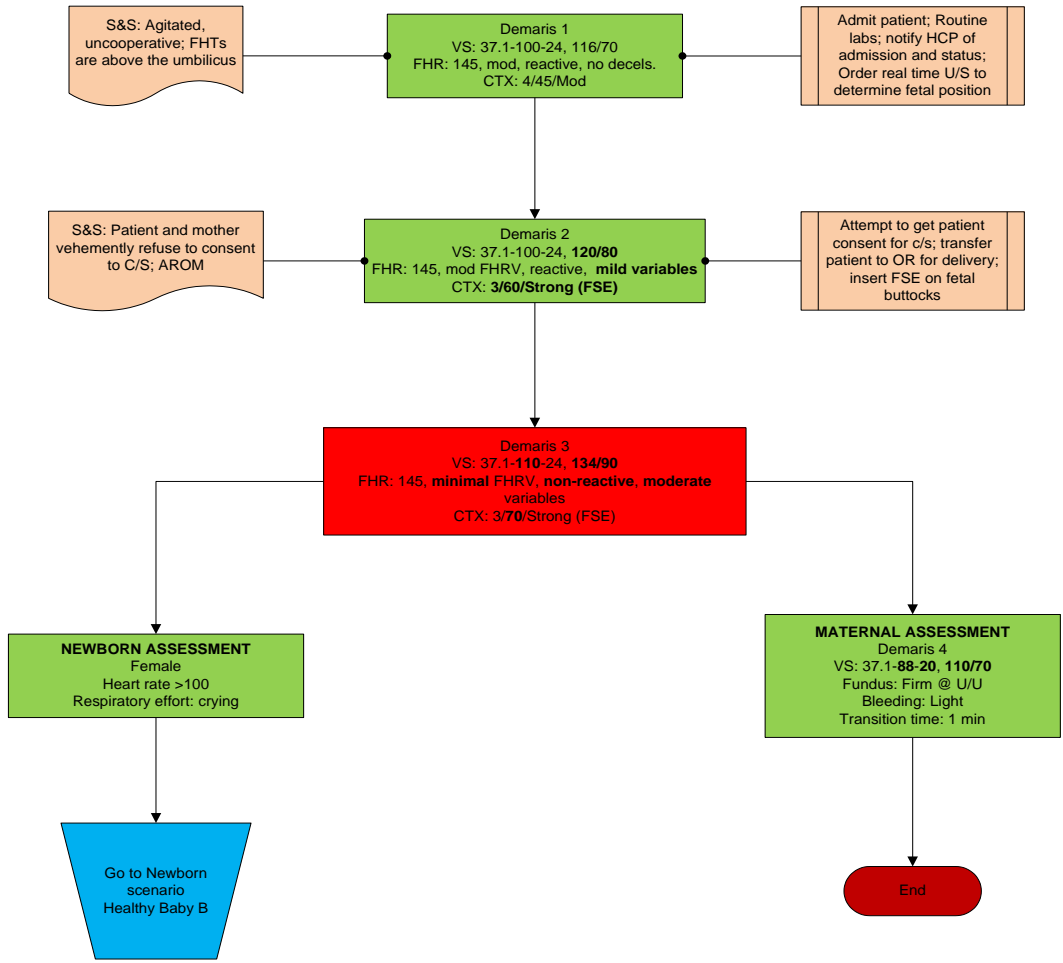 S&S: Agitated,
uncooperative; FHTs
are above the umbilicus
Demaris 1
VS: 37.1-100-24, 116/70
FHR: 145, mod, reactive, no decels.
CTX: 4/45/Mod
Admit patient; Routine
labs; notify HCP of
admission and status;
Order real time U/S to
determine fetal position
S&S: Patient and mother
vehemently refuse to consent
to C/S; AROM
Demaris 2
VS: 37.1-100-24, 120/80
FHR: 145, mod FHRV, reactive, mild variables
CTX: 3/60/Strong (FSE)
Attempt to get patient
consent for c/s; transfer
patient to OR for delivery;
insert FSE on fetal
buttocks
Demaris 3
VS: 37.1-110-24, 134/90
FHR: 145, minimal FHRV, non-reactive, moderate
variables
CTX: 3/70/Strong (FSE)
NEWBORN ASSESSMENT
Female
Heart rate >100
Respiratory effort: crying
MATERNAL ASSESSMENT
Demaris 4
VS: 37.1-88-20, 110/70
Fundus: Firm @ U/U
Bleeding: Light
Transition time: 1 min
Go to Newborn
scenario
Healthy Baby B
End